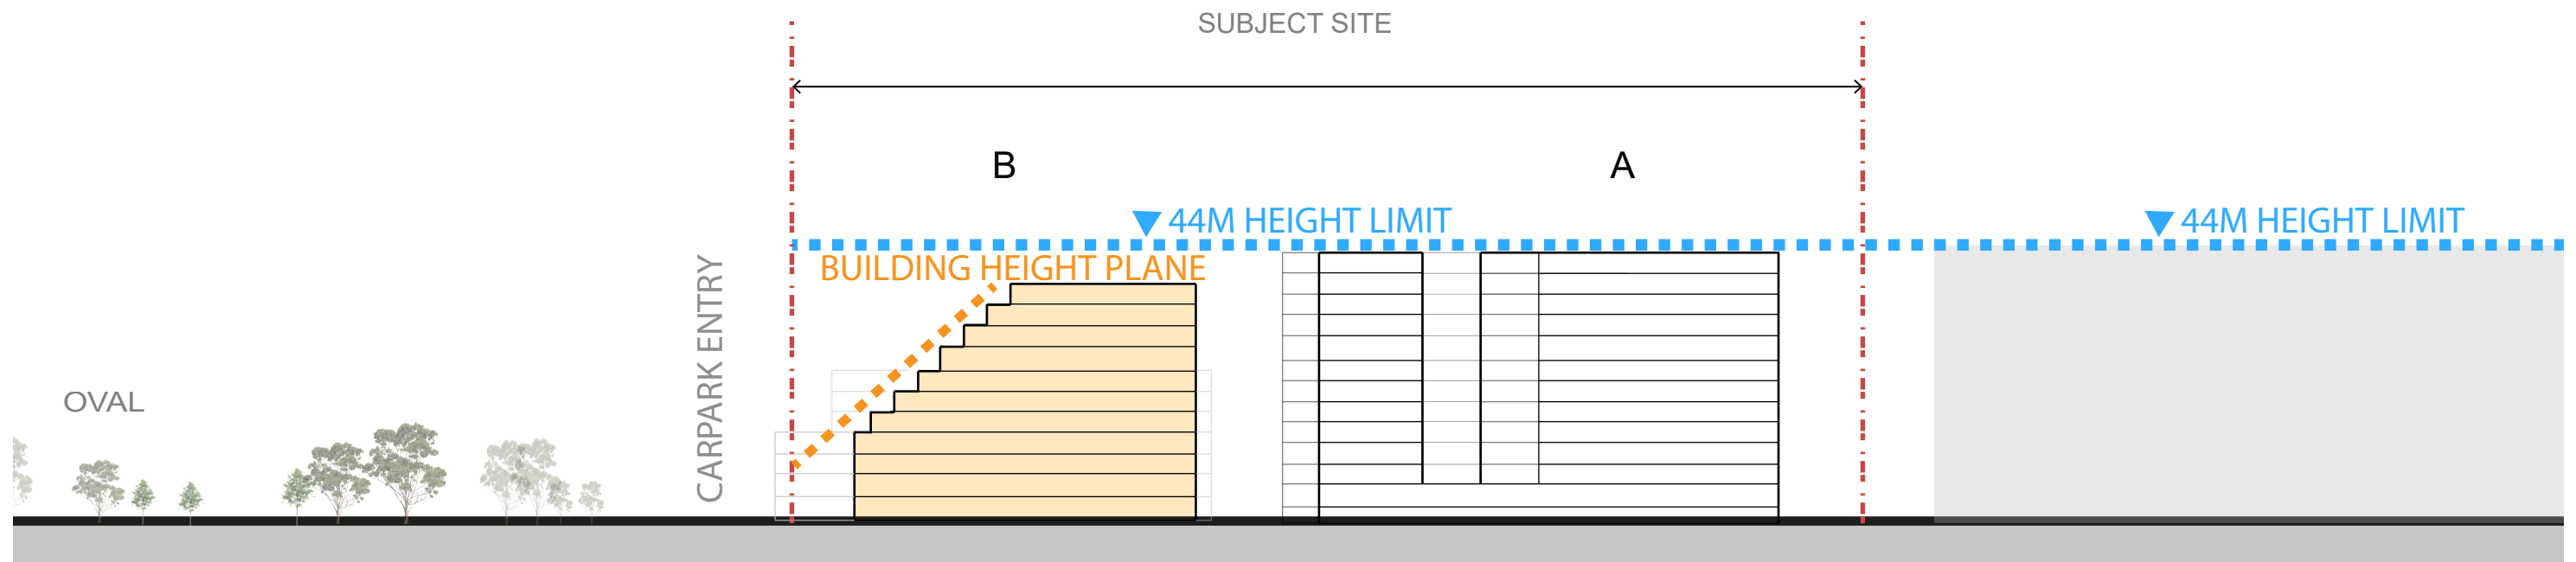 SUBJECT SITE
B
A
44M HEIGHT LIMIT
44M HEIGHT LIMIT
BUILDING HEIGHT PLANE
CARPARK ENTRY
OVAL